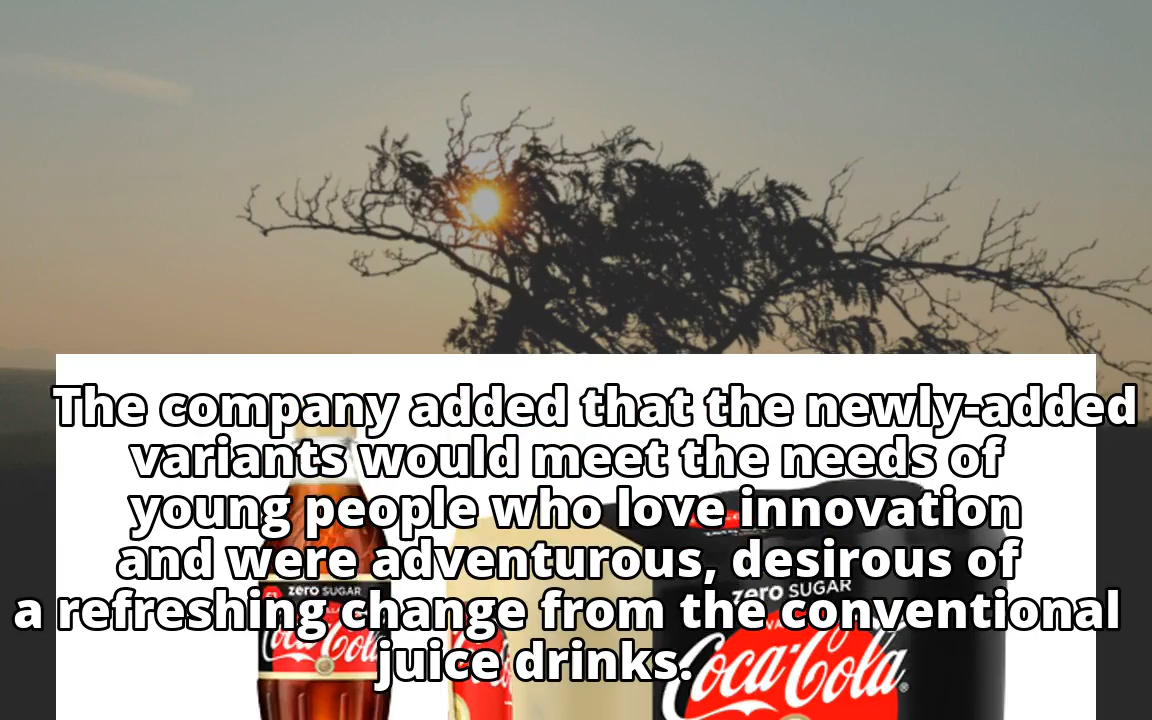 The company added that the newly-added
variants would meet the needs of
young people who love innovation
and were adventurous, desirous of
a refreshing change from the conventional
juice drinks.
zero SUGAR
Coca-Cola
zero SUGAR
Coca-Cola